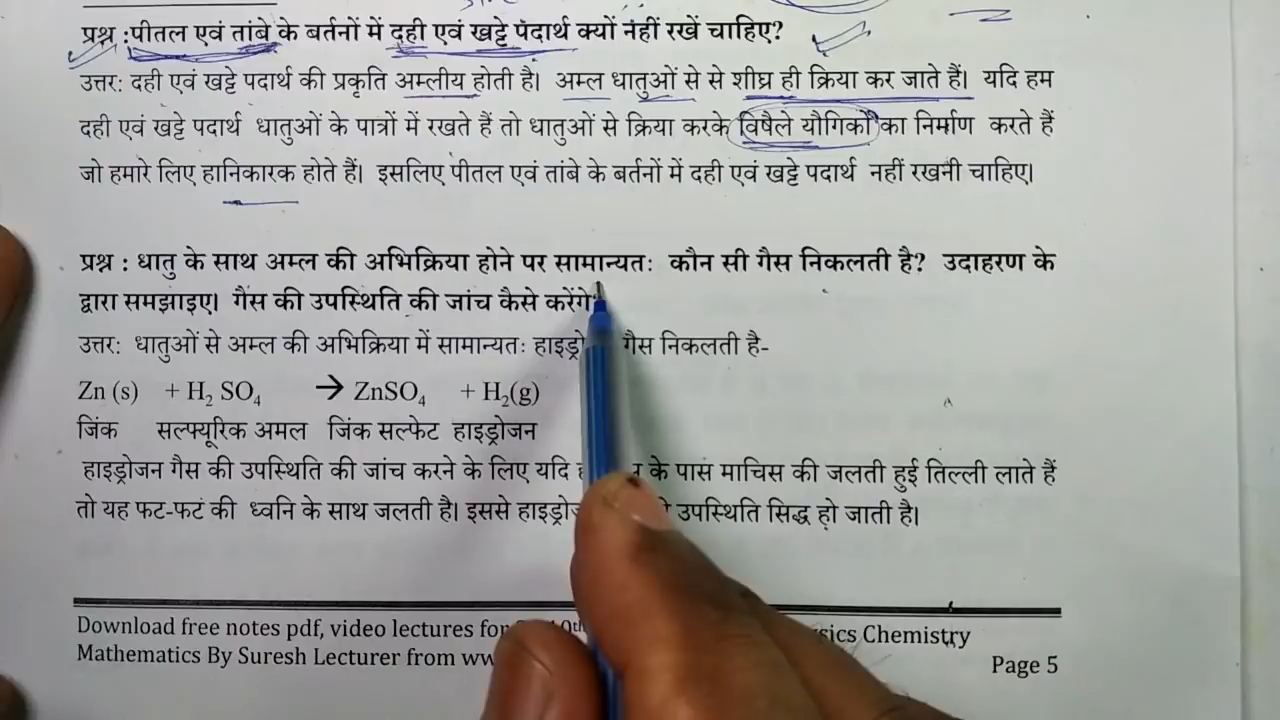 प्रश्न :पीतल एवं तांबे के बर्तनों में दही एवं खट्टे पदार्थ क्यों नहीं रखें चाहिए?
उत्तर: दही एवं खट्टे पदार्थ की प्रकृति अम्लीय होती है। अम्ल धातुओं से से शीघ्र ही क्रिया कर जाते हैं। यदि हम
दही एवं खट्टे पदार्थ धातुओं के पात्रों में रखते हैं तो धातुओं से क्रिया करके विषैले यौगिकों का निर्माण करते हैं
जो हमारे लिए हानिकारक होते हैं। इसलिए पीतल एवं तांबे के बर्तनों में दही एवं खट्टे पदार्थ नहीं रखनी चाहिए।
प्रश्न : धातु के साथ अम्ल की अभिक्रिया होने पर सामान्यतः कौन सी गैस निकलती है? उदाहरण के
द्वारा समझाइए। गैस की उपस्थिति की जांच कैसे करेंगे
उत्तर: धातुओं से अम्ल की अभिक्रिया में सामान्यतः गैस निकलती है-
Zn (s) + H₂ SO₄ → ZnSO₄ + H₂(g)
जिंक सल्फ्यूरिक अमल जिंक सल्फेट हाइड्रोजन
हाइड्रोजन गैस की उपस्थिति की जांच करने के लिए यदि के पास माचिस की जलती हुई तिल्ली लाते हैं
तो यह फट-फट की ध्वनि के साथ जलती है। इससे उपस्थिति सिद्ध हो जाती है।
Download free notes pdf, video lectures for Chemistry
Mathematics By Suresh Lecturer from
Page 5